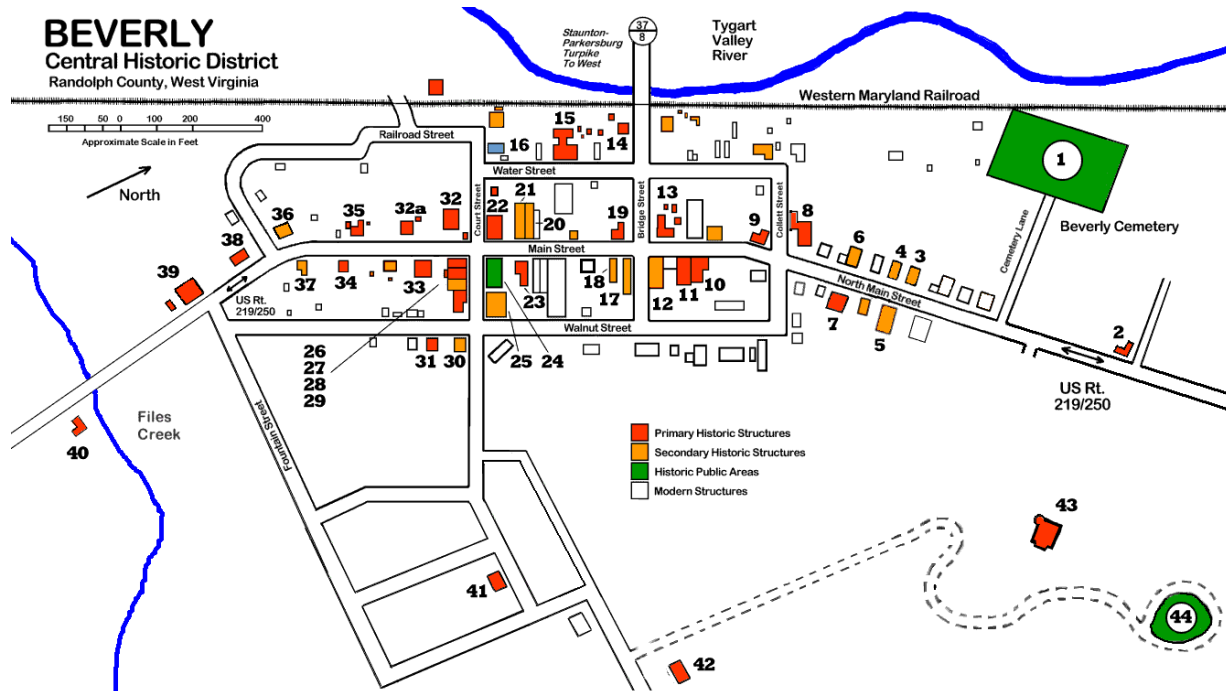 BEVERLY
Central Historic District
Randolph County, West Virginia
150 50 0 100 200 400
Approximate Scale in Feet
North
Staunton-
Parkersburg
Turpike
To West
37
8
Tygart
Valley
River
Western Maryland Railroad
Railroad Street
Water Street
Main Street
Walnut Street
Court Street
Bridge Street
Collett Street
Cemetery Lane
North Main Street
Fountain Street
Beverly Cemetery
US Rt.
219/250
US Rt.
219/250
Files
Creek
1
2
3
4
5
6
7
8
9
10
11
12
13
14
15
16
17
18
19
20
21
22
23
24
25
26
27
28
29
30
31
32
32a
33
34
35
36
37
38
39
40
41
42
43
44
Primary Historic Structures
Secondary Historic Structures
Historic Public Areas
Modern Structures